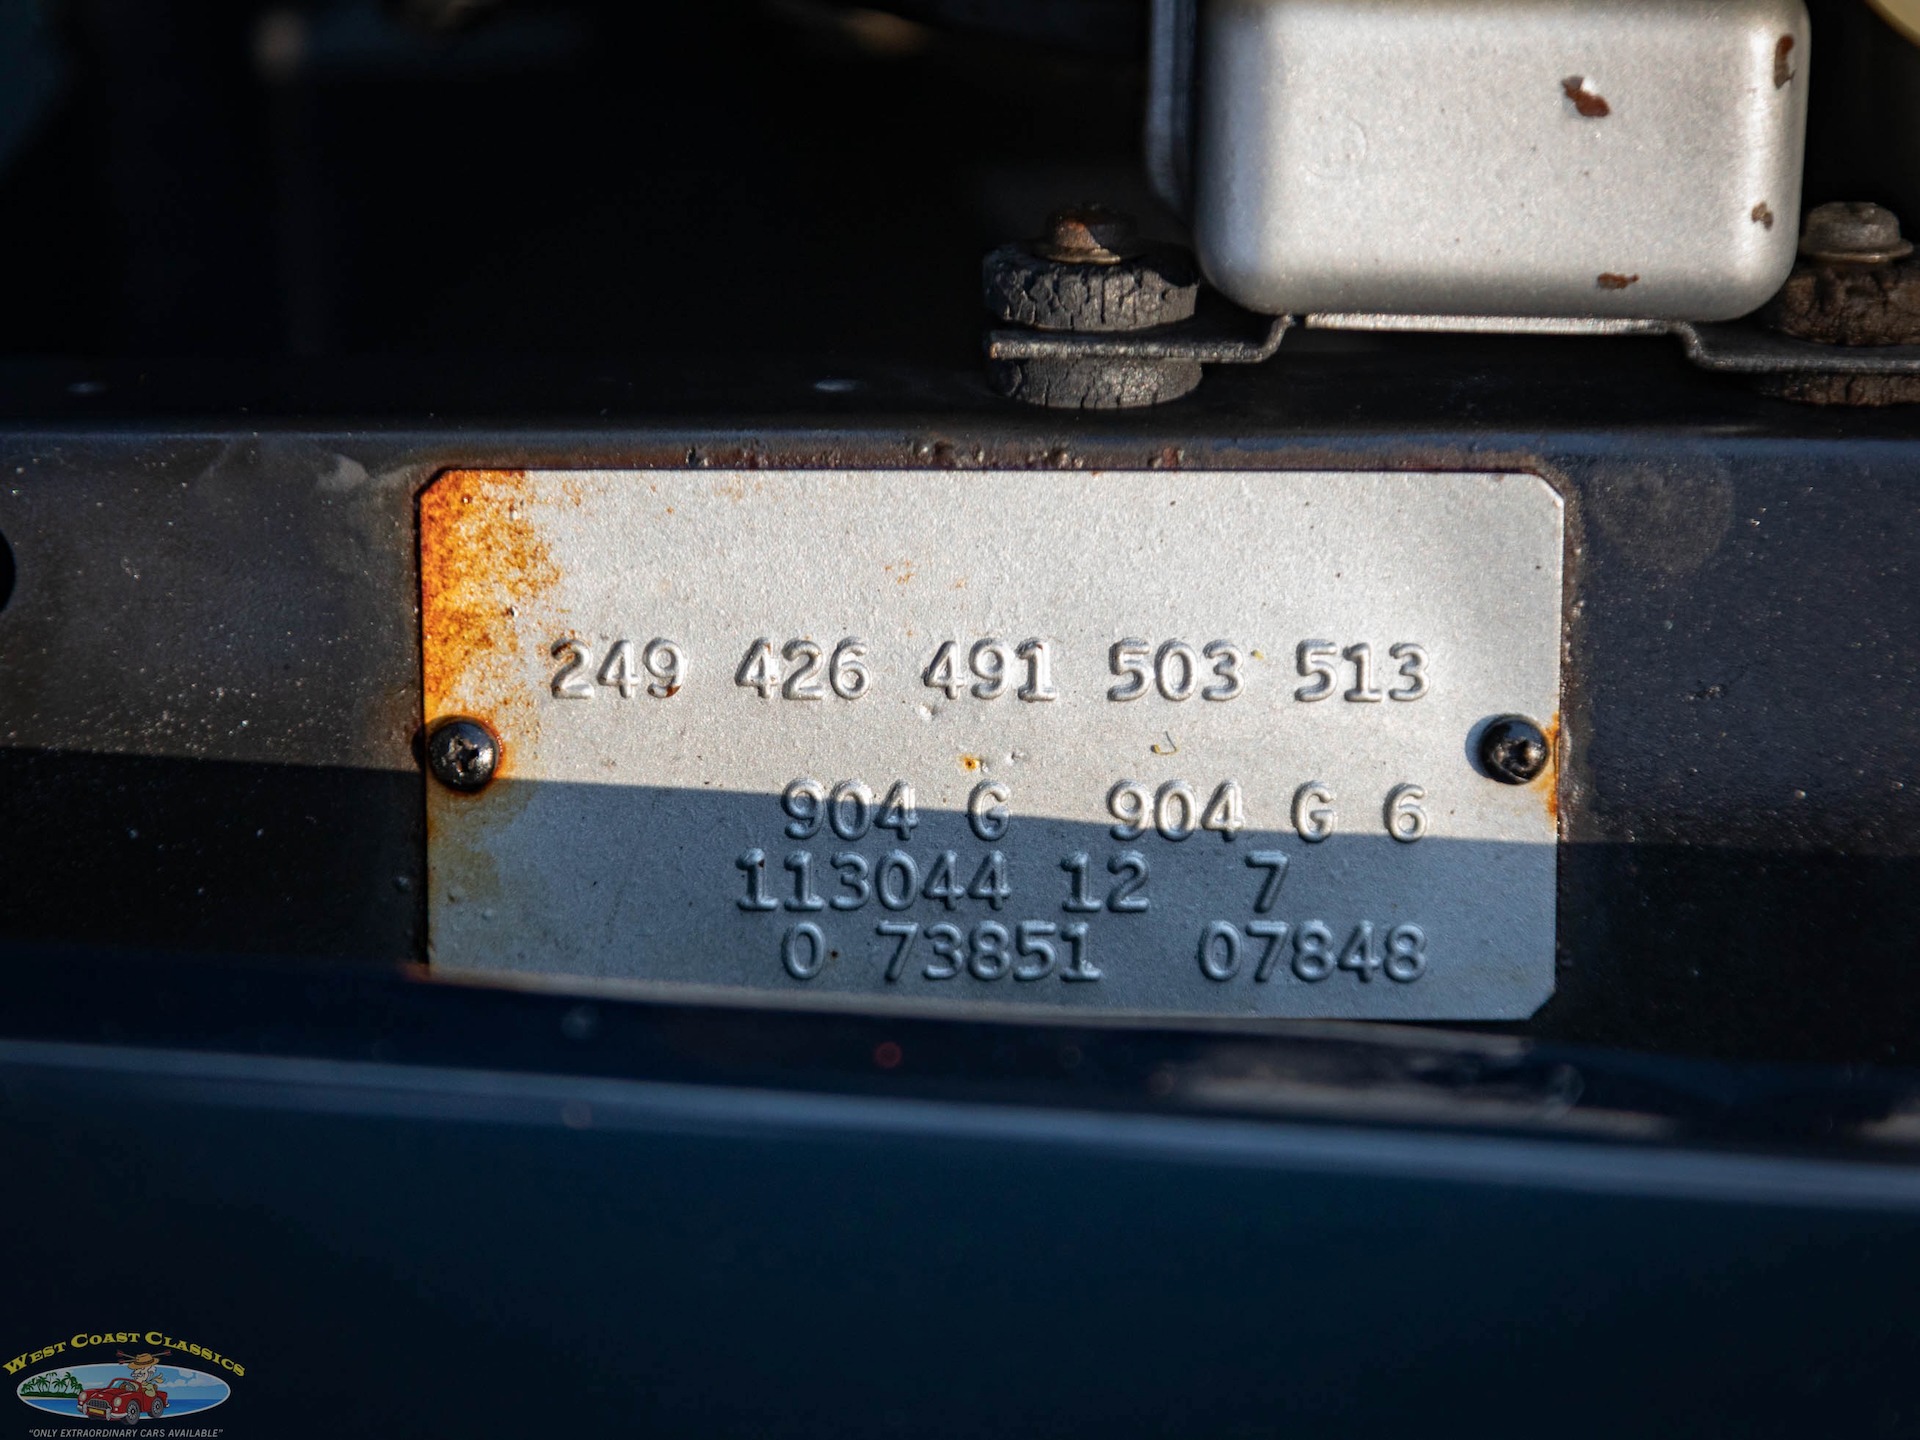 249 426 491 503 513
904 G 904 G 6
113044 12 7
0 73851 07848
WEST COAST CLASSICS
"ONLY EXTRAORDINARY CARS AVAILABLE"